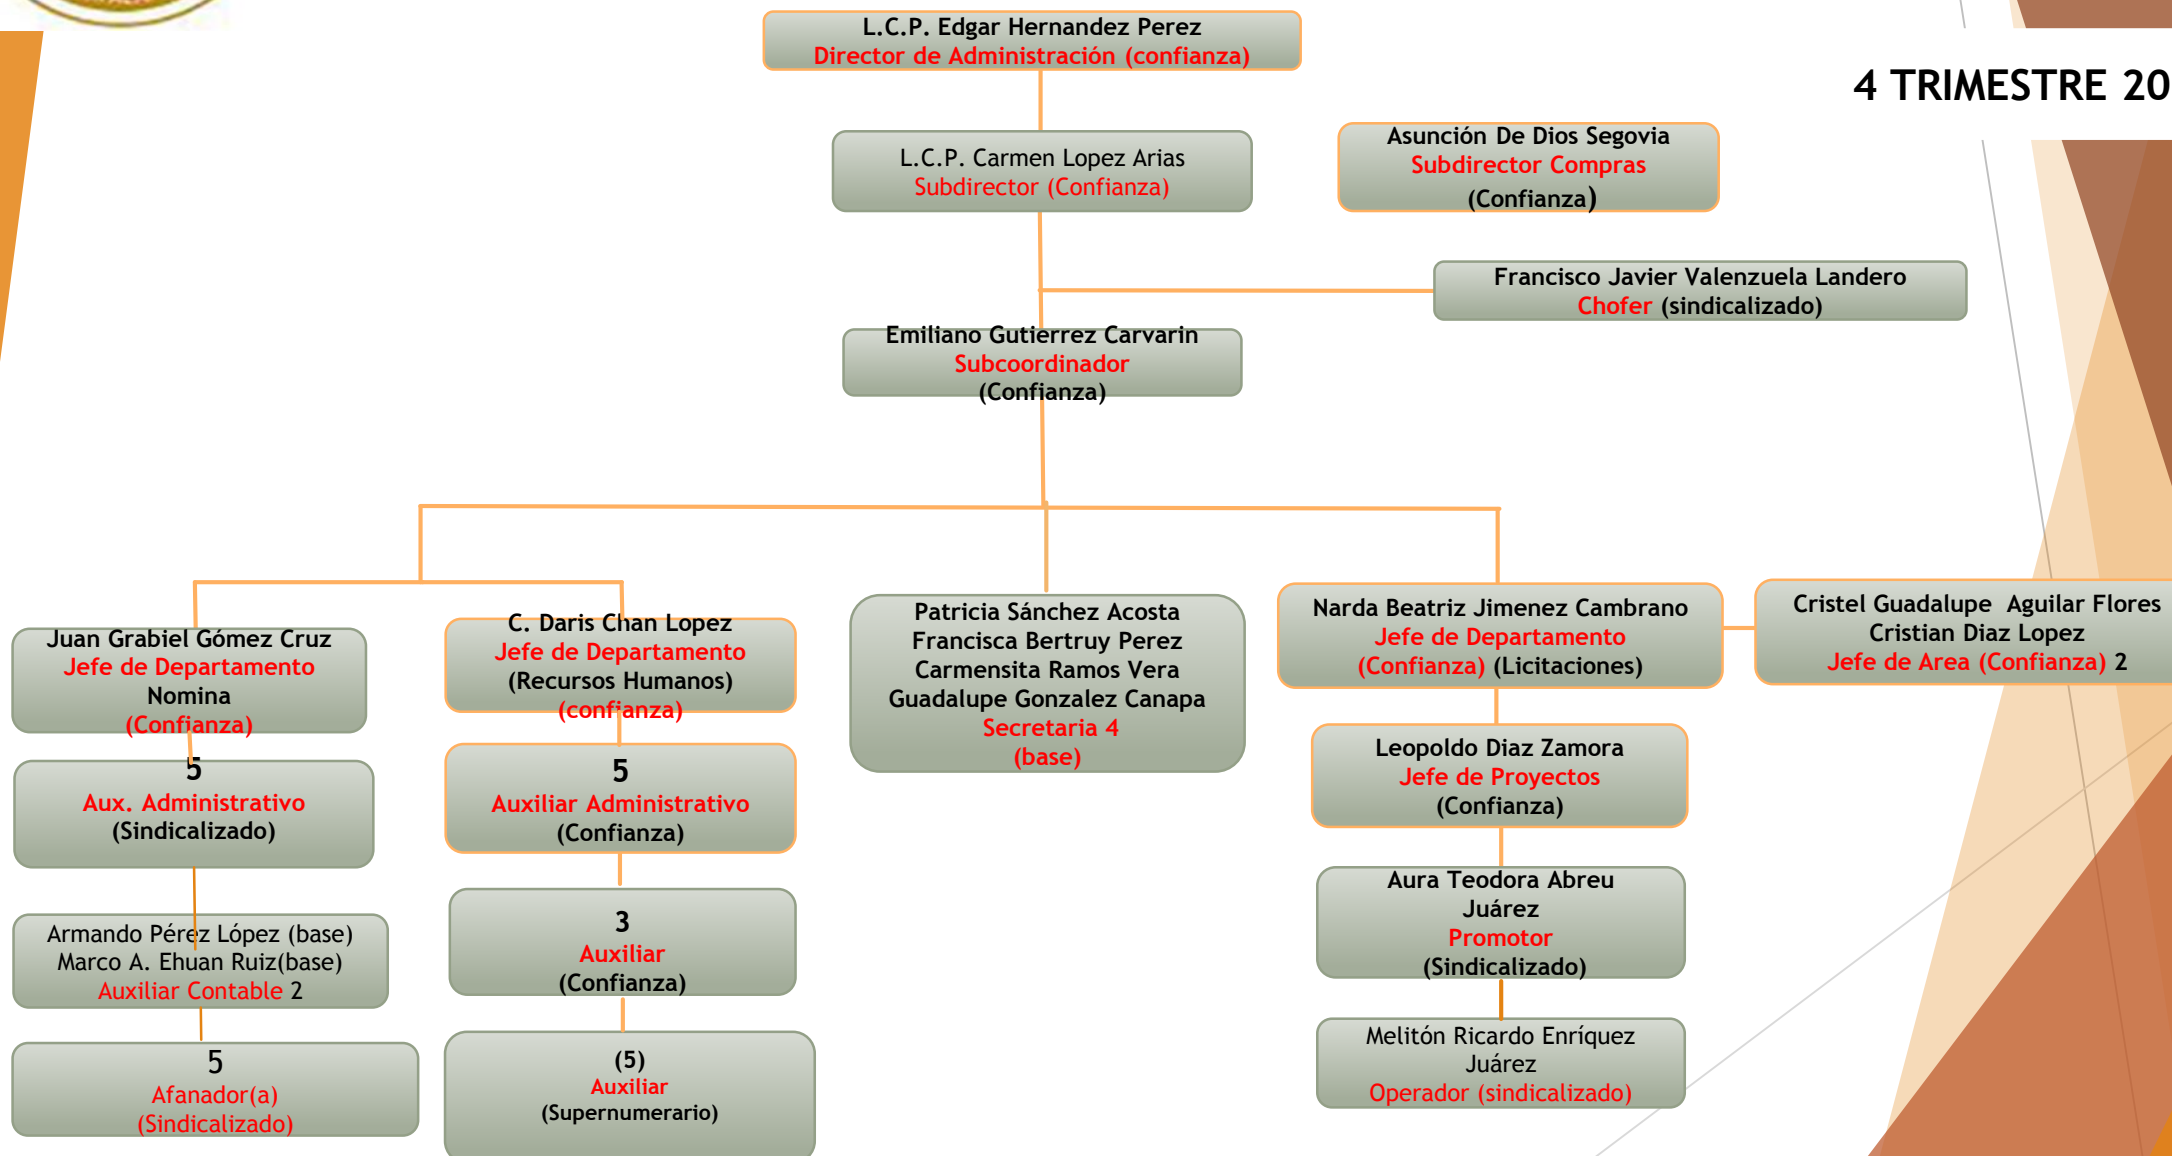 L.C.P. Edgar Hernandez Perez
Director de Administración (confianza)
4 TRIMESTRE 20
L.C.P. Carmen Lopez Arias
Subdirector (Confianza)
Asunción De Dios Segovia
Subdirector Compras
(Confianza)
Francisco Javier Valenzuela Landero
Chofer (sindicalizado)
Emiliano Gutierrez Carvarin
Subcoordinador
(Confianza)
Juan Grabiel Gómez Cruz
Jefe de Departamento
Nomina
(Confianza)
C. Daris Chan Lopez
Jefe de Departamento
(Recursos Humanos)
(confianza)
Patricia Sánchez Acosta
Francisca Bertruy Perez
Carmensita Ramos Vera
Guadalupe Gonzalez Canapa
Secretaria 4
(base)
Narda Beatriz Jimenez Cambrano
Jefe de Departamento
(Confianza) (Licitaciones)
Cristel Guadalupe  Aguilar Flores
Cristian Diaz Lopez
Jefe de Area (Confianza) 2
5
Aux. Administrativo
(Sindicalizado)
5
Auxiliar Administrativo
(Confianza)
Leopoldo Diaz Zamora
Jefe de Proyectos
(Confianza)
Armando Pérez López (base)
Marco A. Ehuan Ruiz(base)
Auxiliar Contable 2
3
Auxiliar
(Confianza)
Aura Teodora Abreu
Juárez
Promotor
(Sindicalizado)
5
Afanador(a)
(Sindicalizado)
(5)
Auxiliar
(Supernumerario)
Melitón Ricardo Enríquez
Juárez
Operador (sindicalizado)